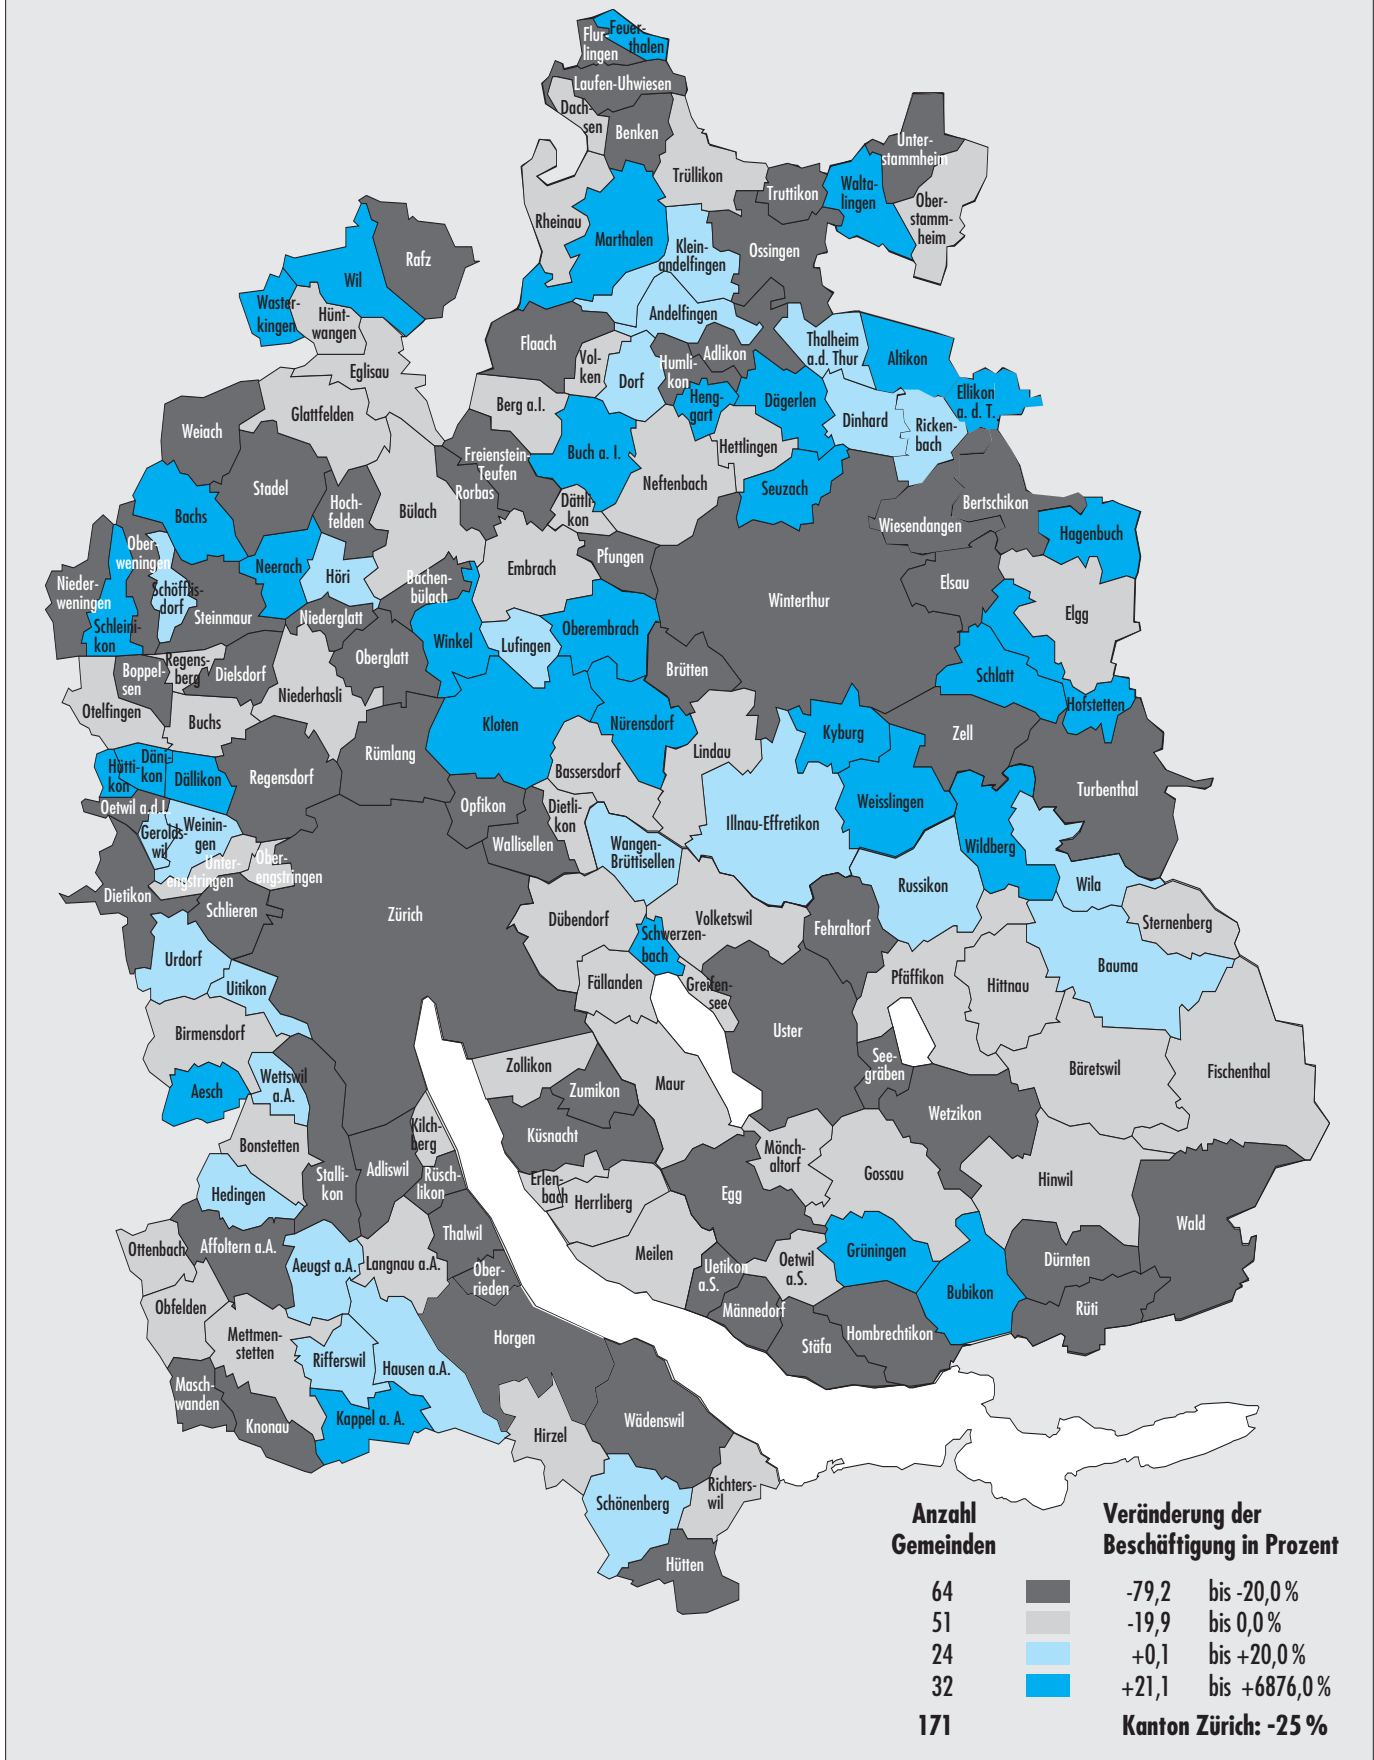 Feuer-
thalen
Flur-
lingen
Laufen-Uhwiesen
Dach-
sen
Benken
Unter-
stammheim
Trüllikon
Truttikon
Walta-
lingen
Ober-
stamm-
heim
Rheinau
Marthalen
Klein-
andelfingen
Ossingen
Rafz
Wil
Waster-
kingen
Hünt-
wangen
Andelfingen
Flaach
Vol-
ken
Dorf
Humli-
kon
Adlikon
Thalheim
a.d. Thur
Altikon
Eglisau
Heng-
gart
Dägerlen
Ellikon
a. d. T.
Glattfelden
Berg a.I.
Dinhard
Ricken-
bach
Weiach
Freienstein-
Teufen
Rorbas
Buch a. I.
Hettlingen
Neftenbach
Seuzach
Stadel
Hoch-
felden
Bülach
Dättli-
kon
Bertschikon
Wiesendangen
Bachs
Hagenbuch
Ober-
weningen
Neerach
Höri
Bachen-
bülach
Embrach
Pfungen
Elsau
Nieder-
weningen
Schöfflis-
dorf
Steinmaur
Winterthur
Elgg
Niederglatt
Schleini-
kon
Winkel
Lufingen
Oberembrach
Oberglatt
Regens-
berg
Boppel-
sen
Dielsdorf
Brütten
Schlatt
Niederhasli
Otelfingen
Buchs
Hofstetten
Kloten
Nürensdorf
Kyburg
Zell
Rümlang
Lindau
Hütti-
kon
Däni-
kon
Dällikon
Regensdorf
Bassersdorf
Turbenthal
Oetwil a.d.L.
Opfikon
Dietli-
kon
Weisslingen
Gerolds-
wil
Weinin-
gen
Illnau-Effretikon
Wallisellen
Wangen-
Brüttisellen
Wildberg
Unter-
engstringen
Ober-
engstringen
Russikon
Wila
Dietikon
Schlieren
Zürich
Dübendorf
Volketswil
Fehraltorf
Sternenberg
Schwerzen-
bach
Urdorf
Bauma
Uitikon
Fällanden
Greifen-
see
Pfäffikon
Hittnau
Birmensdorf
Uster
Zollikon
See-
gräben
Bäretswil
Fischenthal
Wettswil
a.A.
Aesch
Zumikon
Maur
Wetzikon
Kilch-
berg
Küsnacht
Bonstetten
Mönch-
altorf
Adliswil
Rüsch-
likon
Stalli-
kon
Erlen-
bach
Herrliberg
Gossau
Hinwil
Hedingen
Egg
Wald
Thalwil
Ottenbach
Affoltern a.A.
Aeugst a.A.
Langnau a.A.
Meilen
Oetwil
a.S.
Grüningen
Dürnten
Ober-
rieden
Uetikon
a.S.
Bubikon
Obfelden
Männedorf
Rüti
Mettmen-
stetten
Horgen
Stäfa
Hombrechtikon
Rifferswil
Hausen a.A.
Masch-
wanden
Knonau
Kappel a. A.
Hirzel
Wädenswil
Richters-
wil
Schönenberg
Hütten
Anzahl
Gemeinden
Veränderung der
Beschäftigung in Prozent
64 -79,2 bis -20,0 %
51 -19,9 bis 0,0 %
24 +0,1 bis +20,0 %
32 +21,1 bis +6876,0 %
171 Kanton Zürich: -25 %